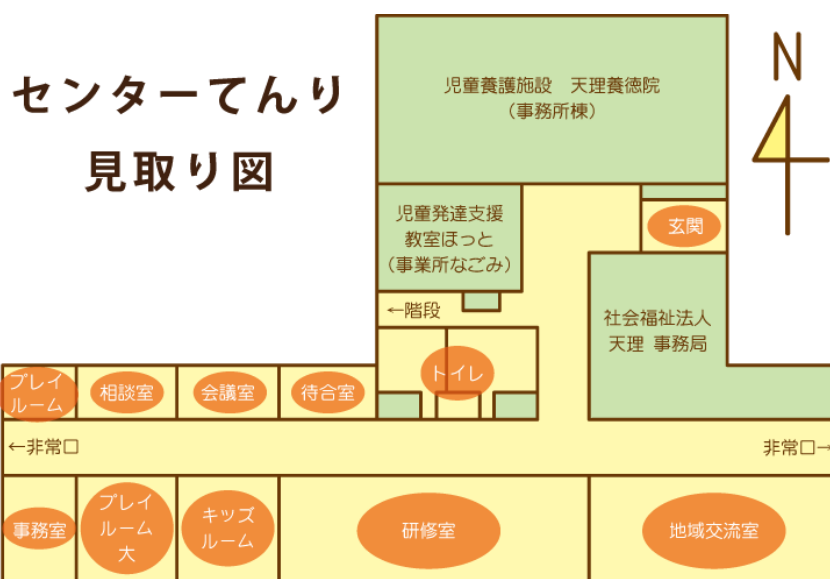 センターてんり
見取り図
N
児童養護施設　天理養徳院
（事務所棟）
児童発達支援
教室ほっと
（事業所なごみ）
玄関
←階段
社会福祉法人
天理 事務局
トイレ
プレイ
ルーム
相談室
会議室
待合室
←非常口
非常口→
事務室
プレイ
ルーム
大
キッズ
ルーム
研修室
地域交流室